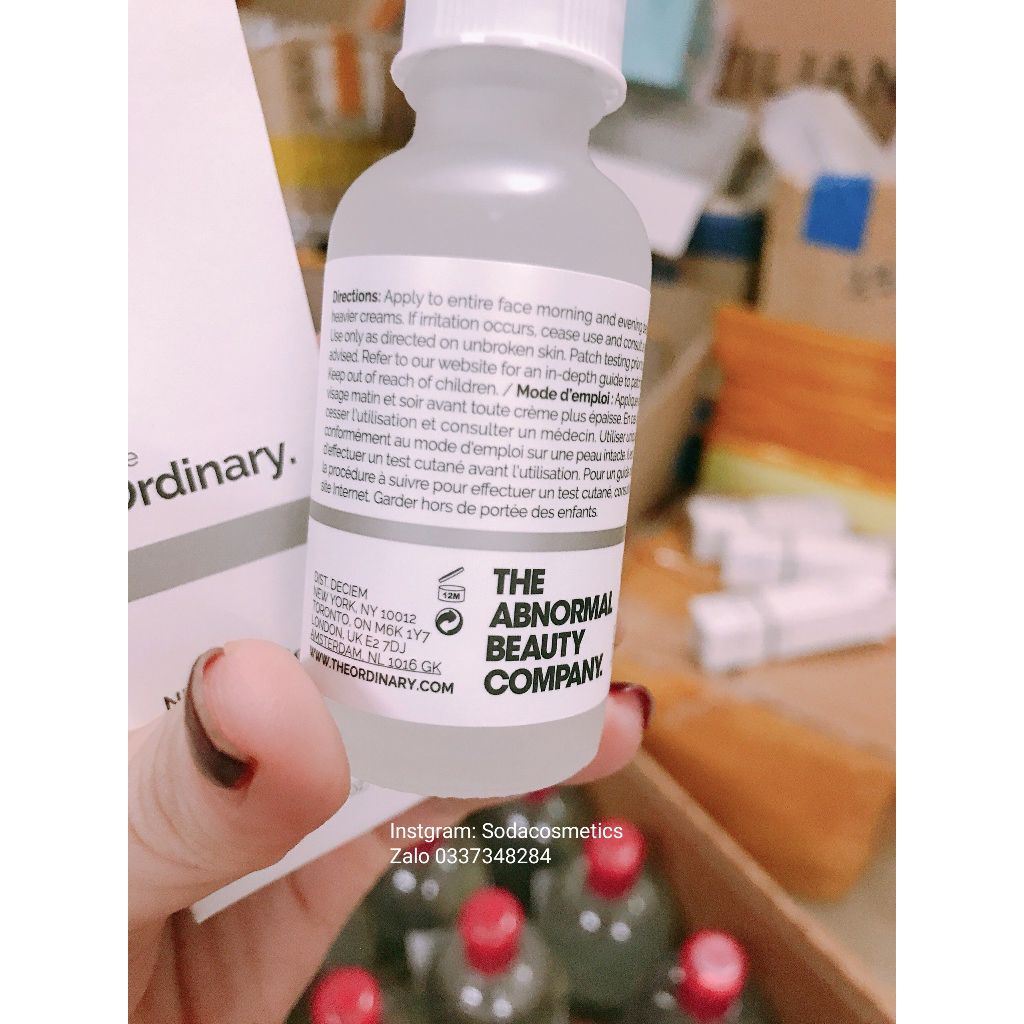 ordinary.
Directions: Apply to entire face morning and evening
heavier creams. If irritation occurs, cease use and consult
Use only as directed on unbroken skin. Patch testing prior
advised. Refer to our website for an in-depth guide to
Keep out of reach of children. / Mode d'emploi :
visage matin et soir avant toute crème plus épaisse. En
cesser l'utilisation et consulter un médecin. Utiliser
conformément au mode d'emploi sur une peau intacte.
d'effectuer un test cutané avant l'utilisation. Pour un guide
la procédure à suivre pour effectuer un test cutané,
site Internet. Garder hors de portée des enfants.
DIST. DECIEM
NEW YORK, NY 10012
TORONTO, ON M6K 1Y7
LONDON, UK E2 7DJ
AMSTERDAM, NL 1016 GK
WWW.THEORDINARY.COM
12M
THE
ABNORMAL
BEAUTY
COMPANY.
Instgram: Sodacosmetics
Zalo 0337348284